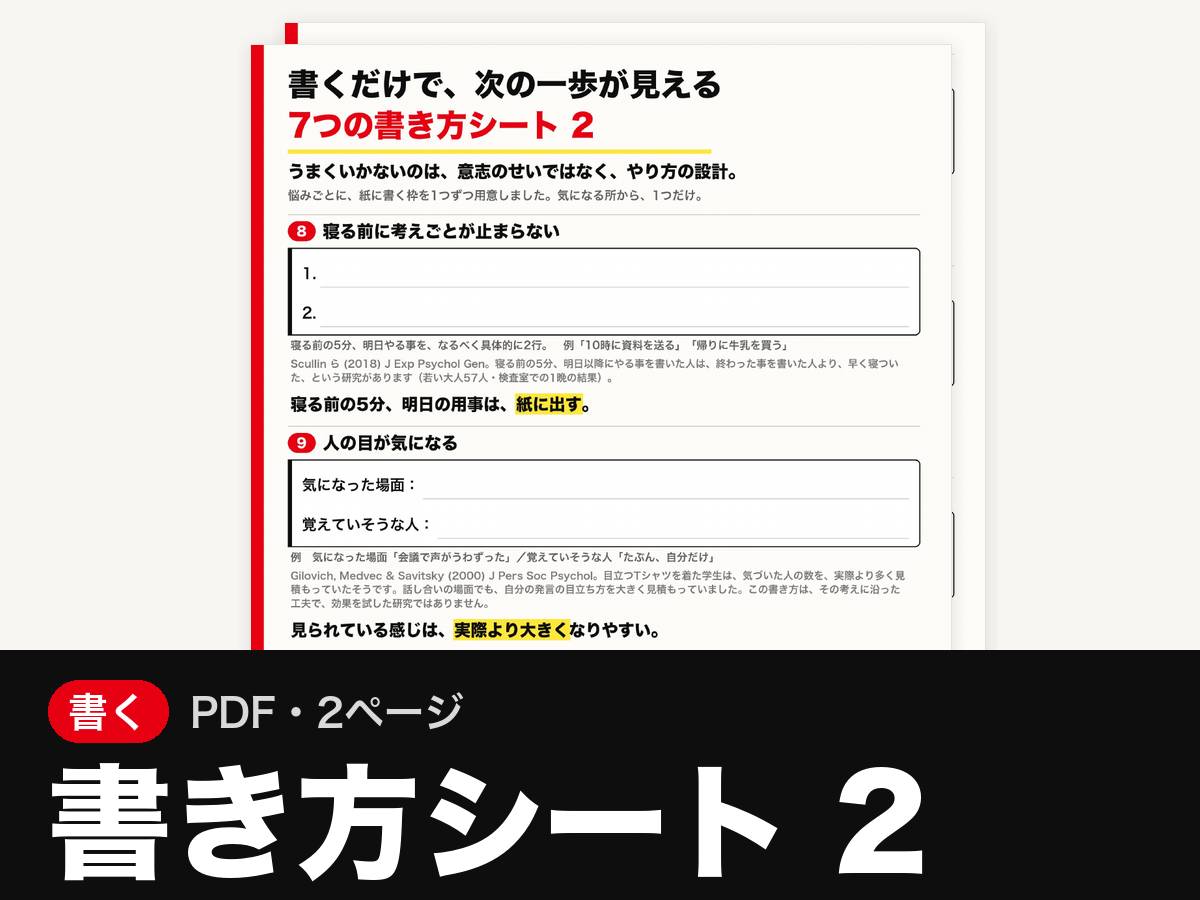 書くだけで、次の一歩が見える
7つの書き方シート 2
うまくいかないのは、意志のせいではなく、やり方の設計。
悩みごとに、紙に書く枠を1つずつ用意しました。気になる所から、1つだけ。
8 寝る前に考えごとが止まらない
1.
2.
寝る前の5分、明日やる事を、なるべく具体的に2行。　例「10時に資料を送る」「帰りに牛乳を買う」
Scullin ら (2018) J Exp Psychol Gen。寝る前の5分、明日以降にやる事を書いた人は、終わった事を書いた人より、早く寝つい
た、という研究があります（若い大人57人・検査室での1晩の結果）。
寝る前の5分、明日の用事は、紙に出す。
9 人の目が気になる
気になった場面：
覚えていそうな人：
例　気になった場面「会議で声がうわずった」／覚えていそうな人「たぶん、自分だけ」
Gilovich, Medvec & Savitsky (2000) J Pers Soc Psychol。目立つTシャツを着た学生は、気づいた人の数を、実際より多く見
積もっていたそうです。話し合いの場面でも、自分の発言の目立ち方を大きく見積もっていました。この書き方は、その考えに沿った
工夫で、効果を試した研究ではありません。
見られている感じは、実際より大きくなりやすい。
書く PDF・2ページ
書き方シート 2